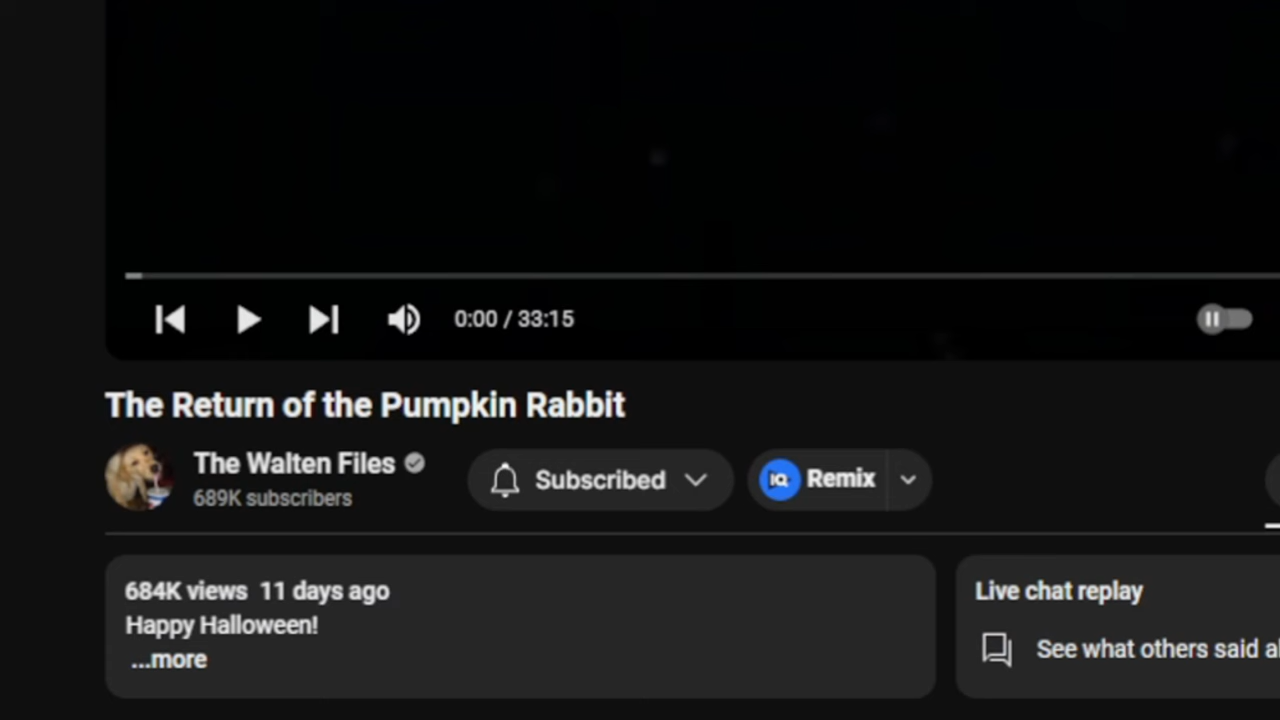 0:00 / 33:15
The Return of the Pumpkin Rabbit
The Walten Files
689K subscribers
Subscribed
IQ
Remix
684K views 11 days ago
Happy Halloween!
...more
Live chat replay
See what others said